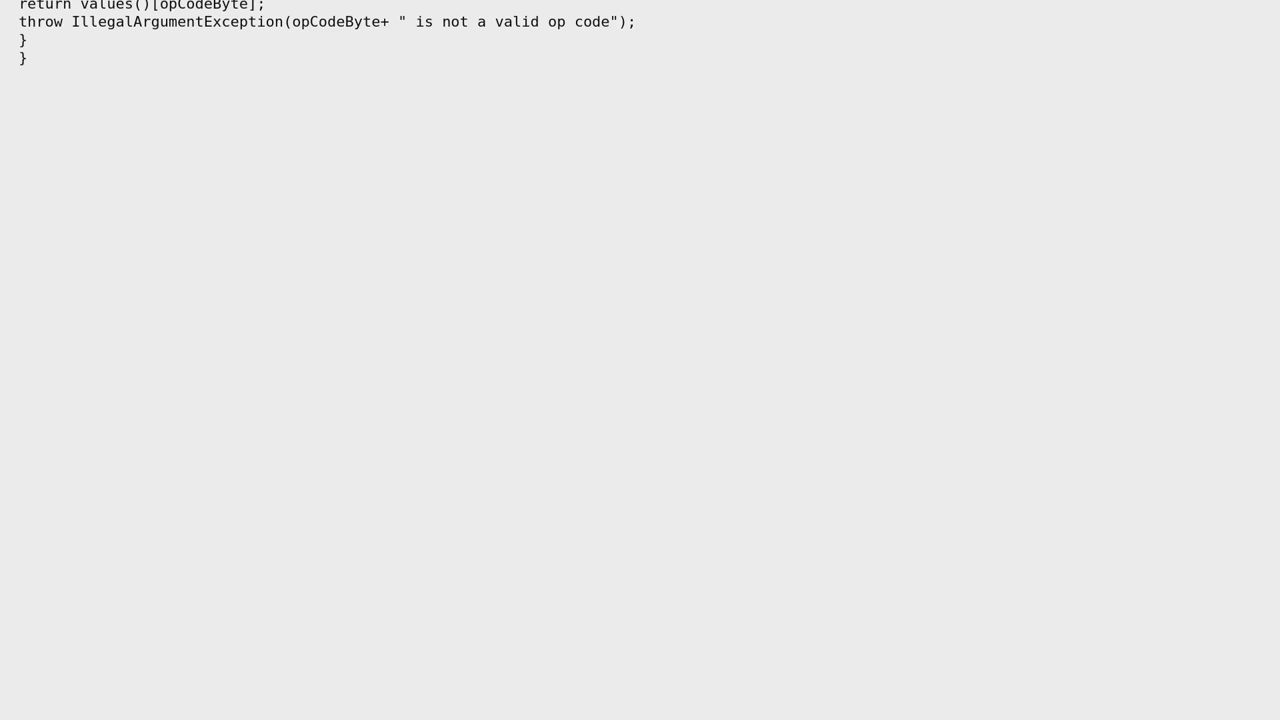 return values()[opCodeByte];
throw IllegalArgumentException(opCodeByte+ " is not a valid op code");
}
}